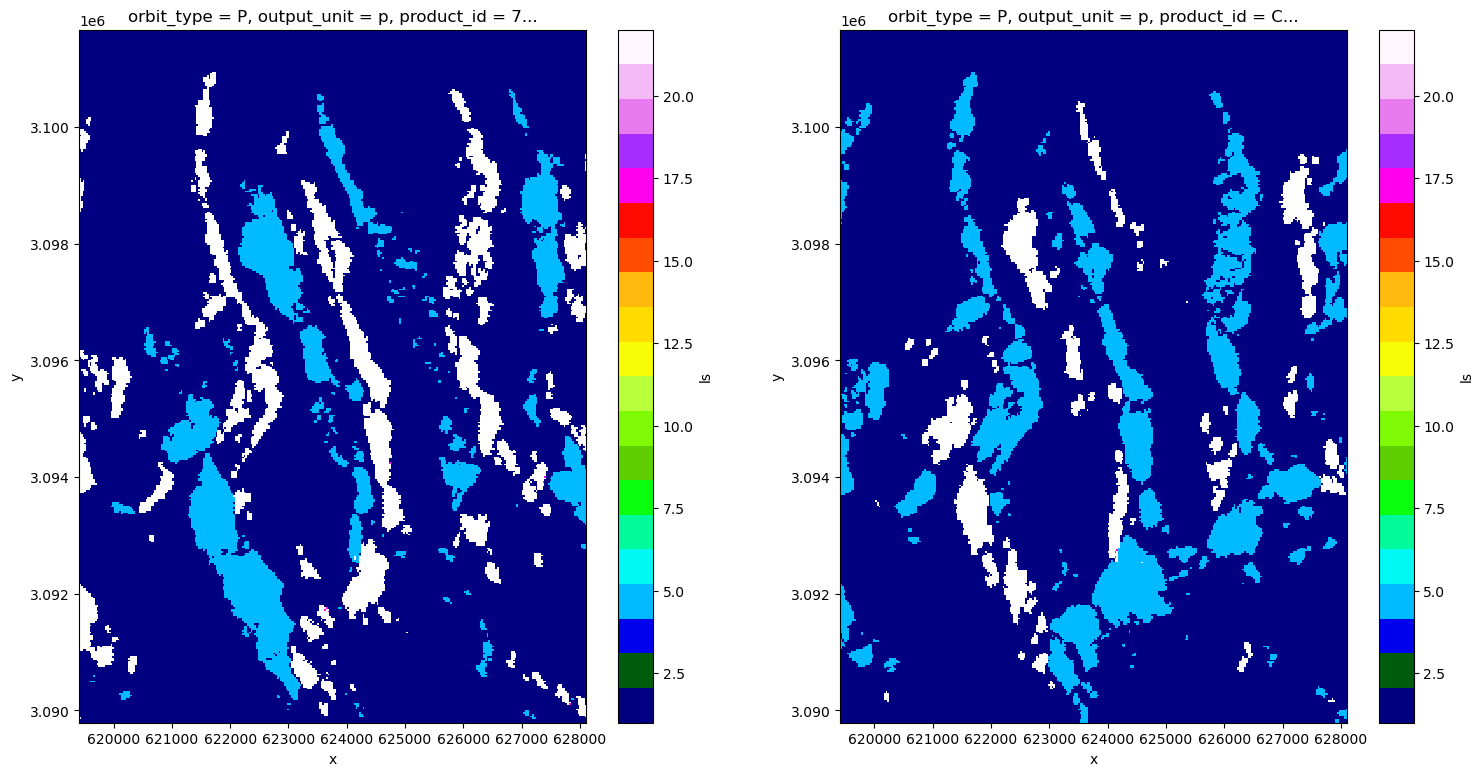 orbit_type = P, output_unit = p, product_id = 7...
1e6
3.100
3.098
3.096
3.094
3.092
3.090
y
620000 621000 622000 623000 624000 625000 626000 627000 628000
x
20.0
17.5
15.0
12.5
10.0
7.5
5.0
2.5
ls
orbit_type = P, output_unit = p, product_id = C...
1e6
3.100
3.098
3.096
3.094
3.092
3.090
y
620000 621000 622000 623000 624000 625000 626000 627000 628000
x
20.0
17.5
15.0
12.5
10.0
7.5
5.0
2.5
ls